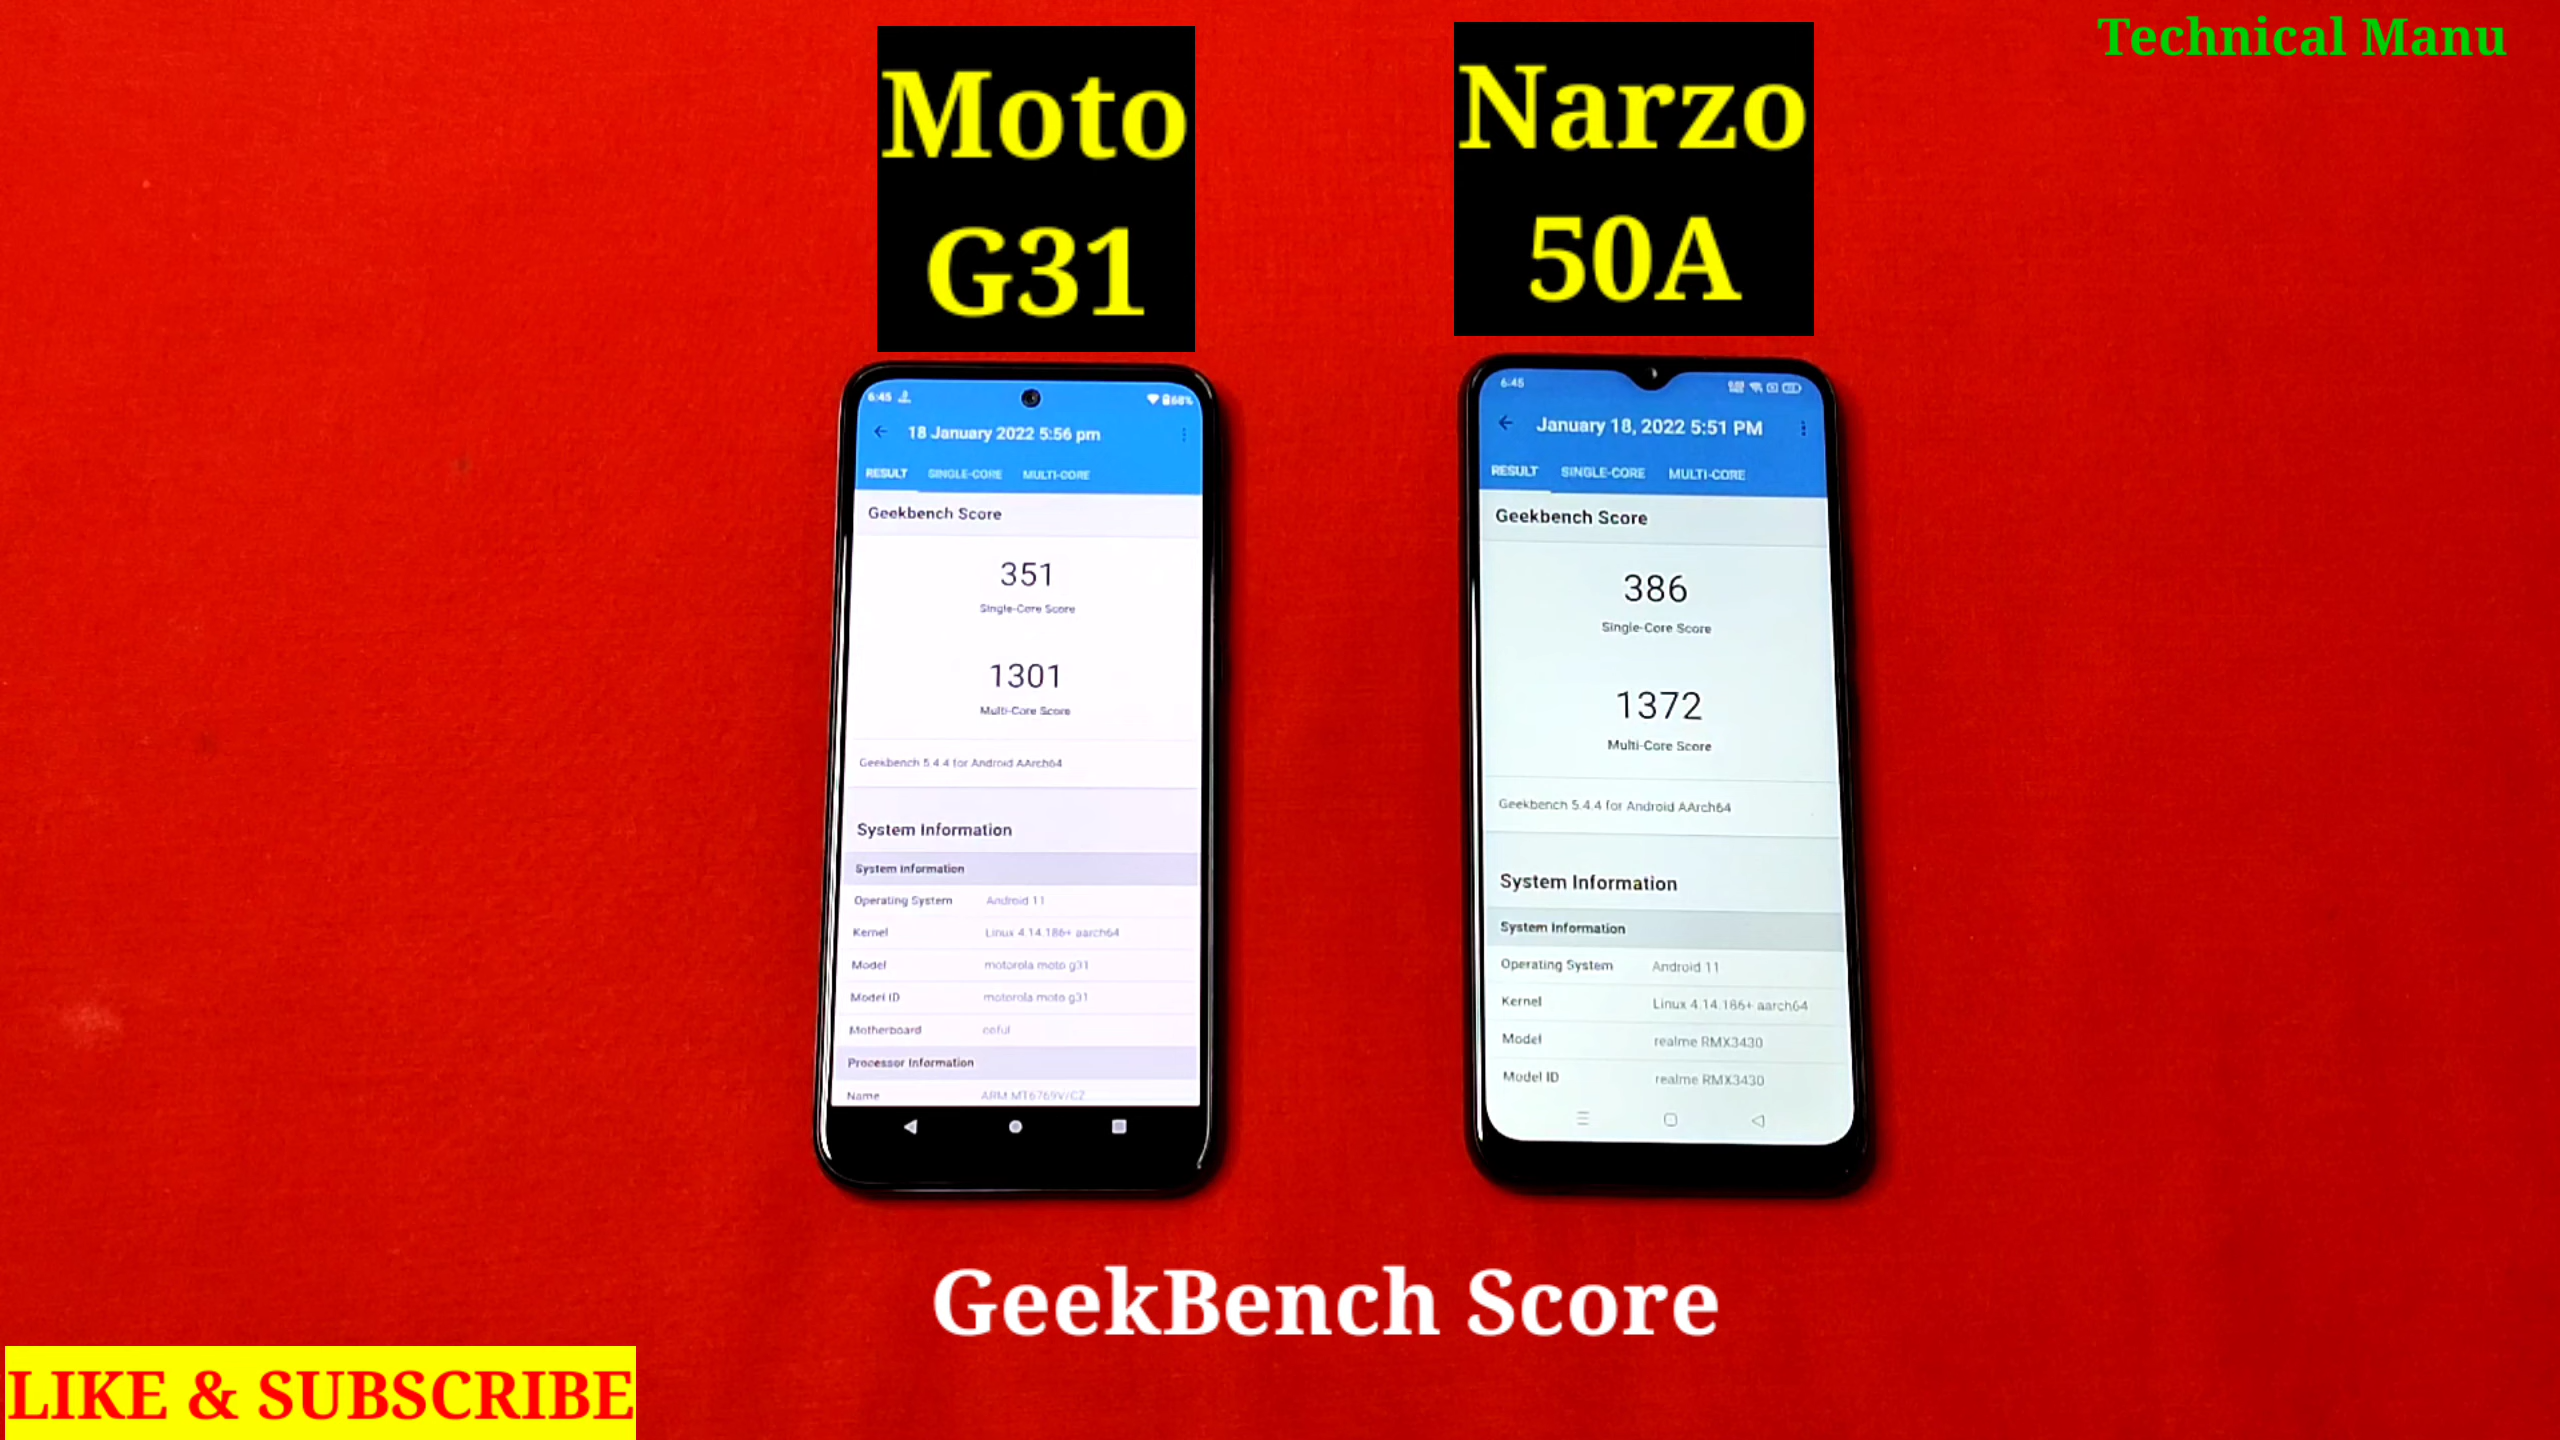 Technical Manu
Moto
G31
Narzo
50A
6:45 68%
18 January 2022 5:56 pm
RESULT SINGLE-CORE MULTI-CORE
Geekbench Score
351
Single-Core Score
1301
Multi-Core Score
Geekbench 5.4.4 for Android AArch64
System Information
System Information
Operating System Android 11
Kernel Linux 4.14.186+ aarch64
Model motorola moto g31
Model ID motorola moto g31
Motherboard coful
Processor Information
Name ARM MT6769V/CZ
6:45
January 18, 2022 5:51 PM
RESULT SINGLE-CORE MULTI-CORE
Geekbench Score
386
Single-Core Score
1372
Multi-Core Score
Geekbench 5.4.4 for Android AArch64
System Information
System Information
Operating System Android 11
Kernel Linux 4.14.186+ aarch64
Model realme RMX3430
Model ID realme RMX3430
GeekBench Score
LIKE & SUBSCRIBE